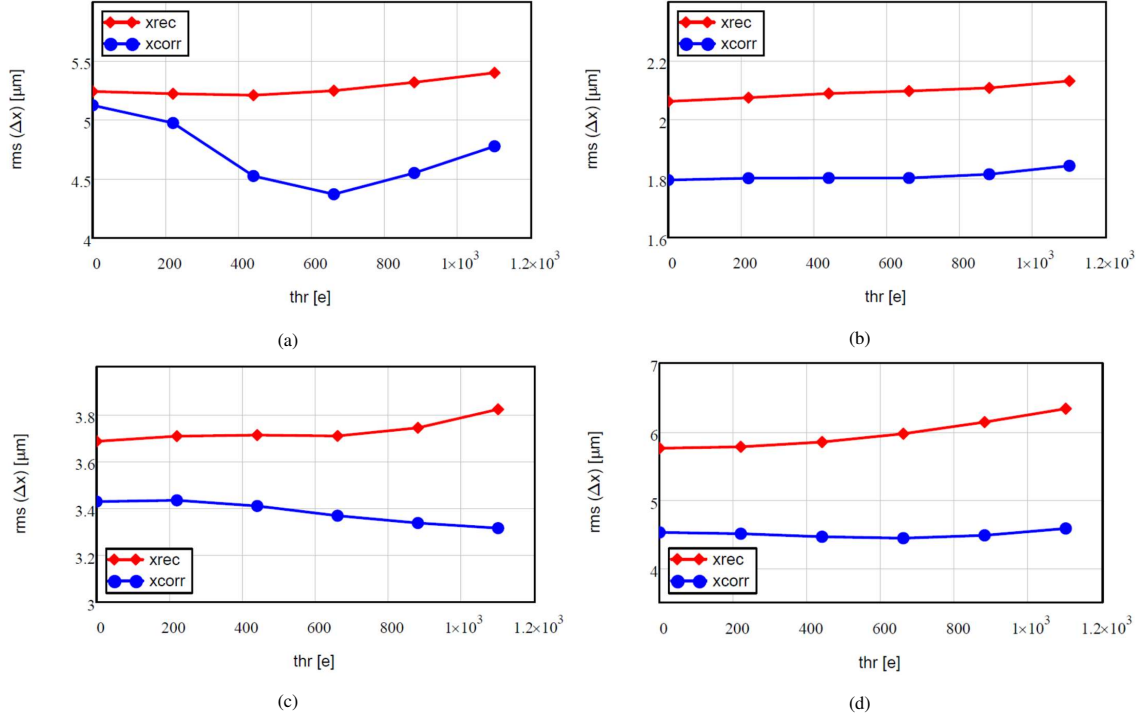 xrec
xcorr
rms (Δx) [μm]
5.5
5
4.5
4
0 200 400 600 800 1×10³ 1.2×10³
thr [e]
(a)
xrec
xcorr
rms (Δx) [μm]
2.2
2
1.8
1.6
0 200 400 600 800 1×10³ 1.2×10³
thr [e]
(b)
rms (Δx) [μm]
3.8
3.6
3.4
3.2
3
xrec
xcorr
0 200 400 600 800 1×10³ 1.2×10³
thr [e]
(c)
rms (Δx) [μm]
7
6
5
4
xrec
xcorr
0 200 400 600 800 1×10³ 1.2×10³
thr [e]
(d)